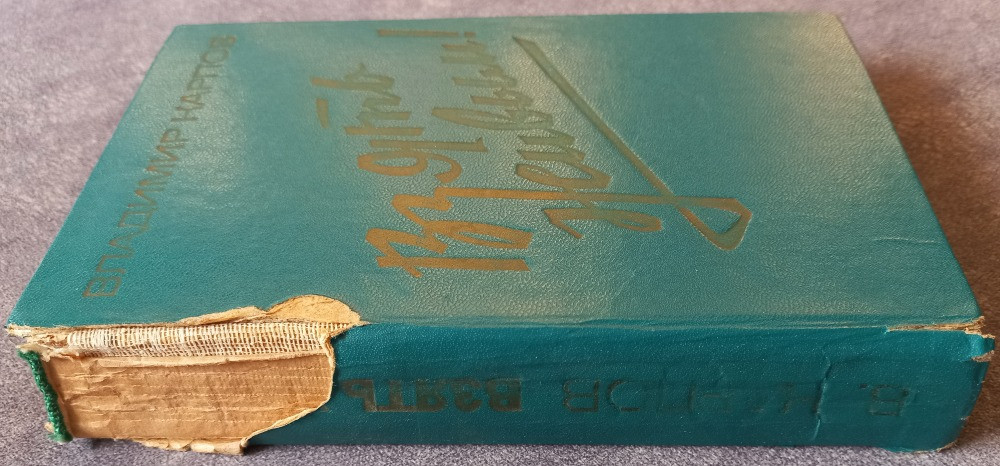 ВЛАДИМИР КАРПОВ
Взять
живым!
В. КАРПОВ ВЗЯТЬ